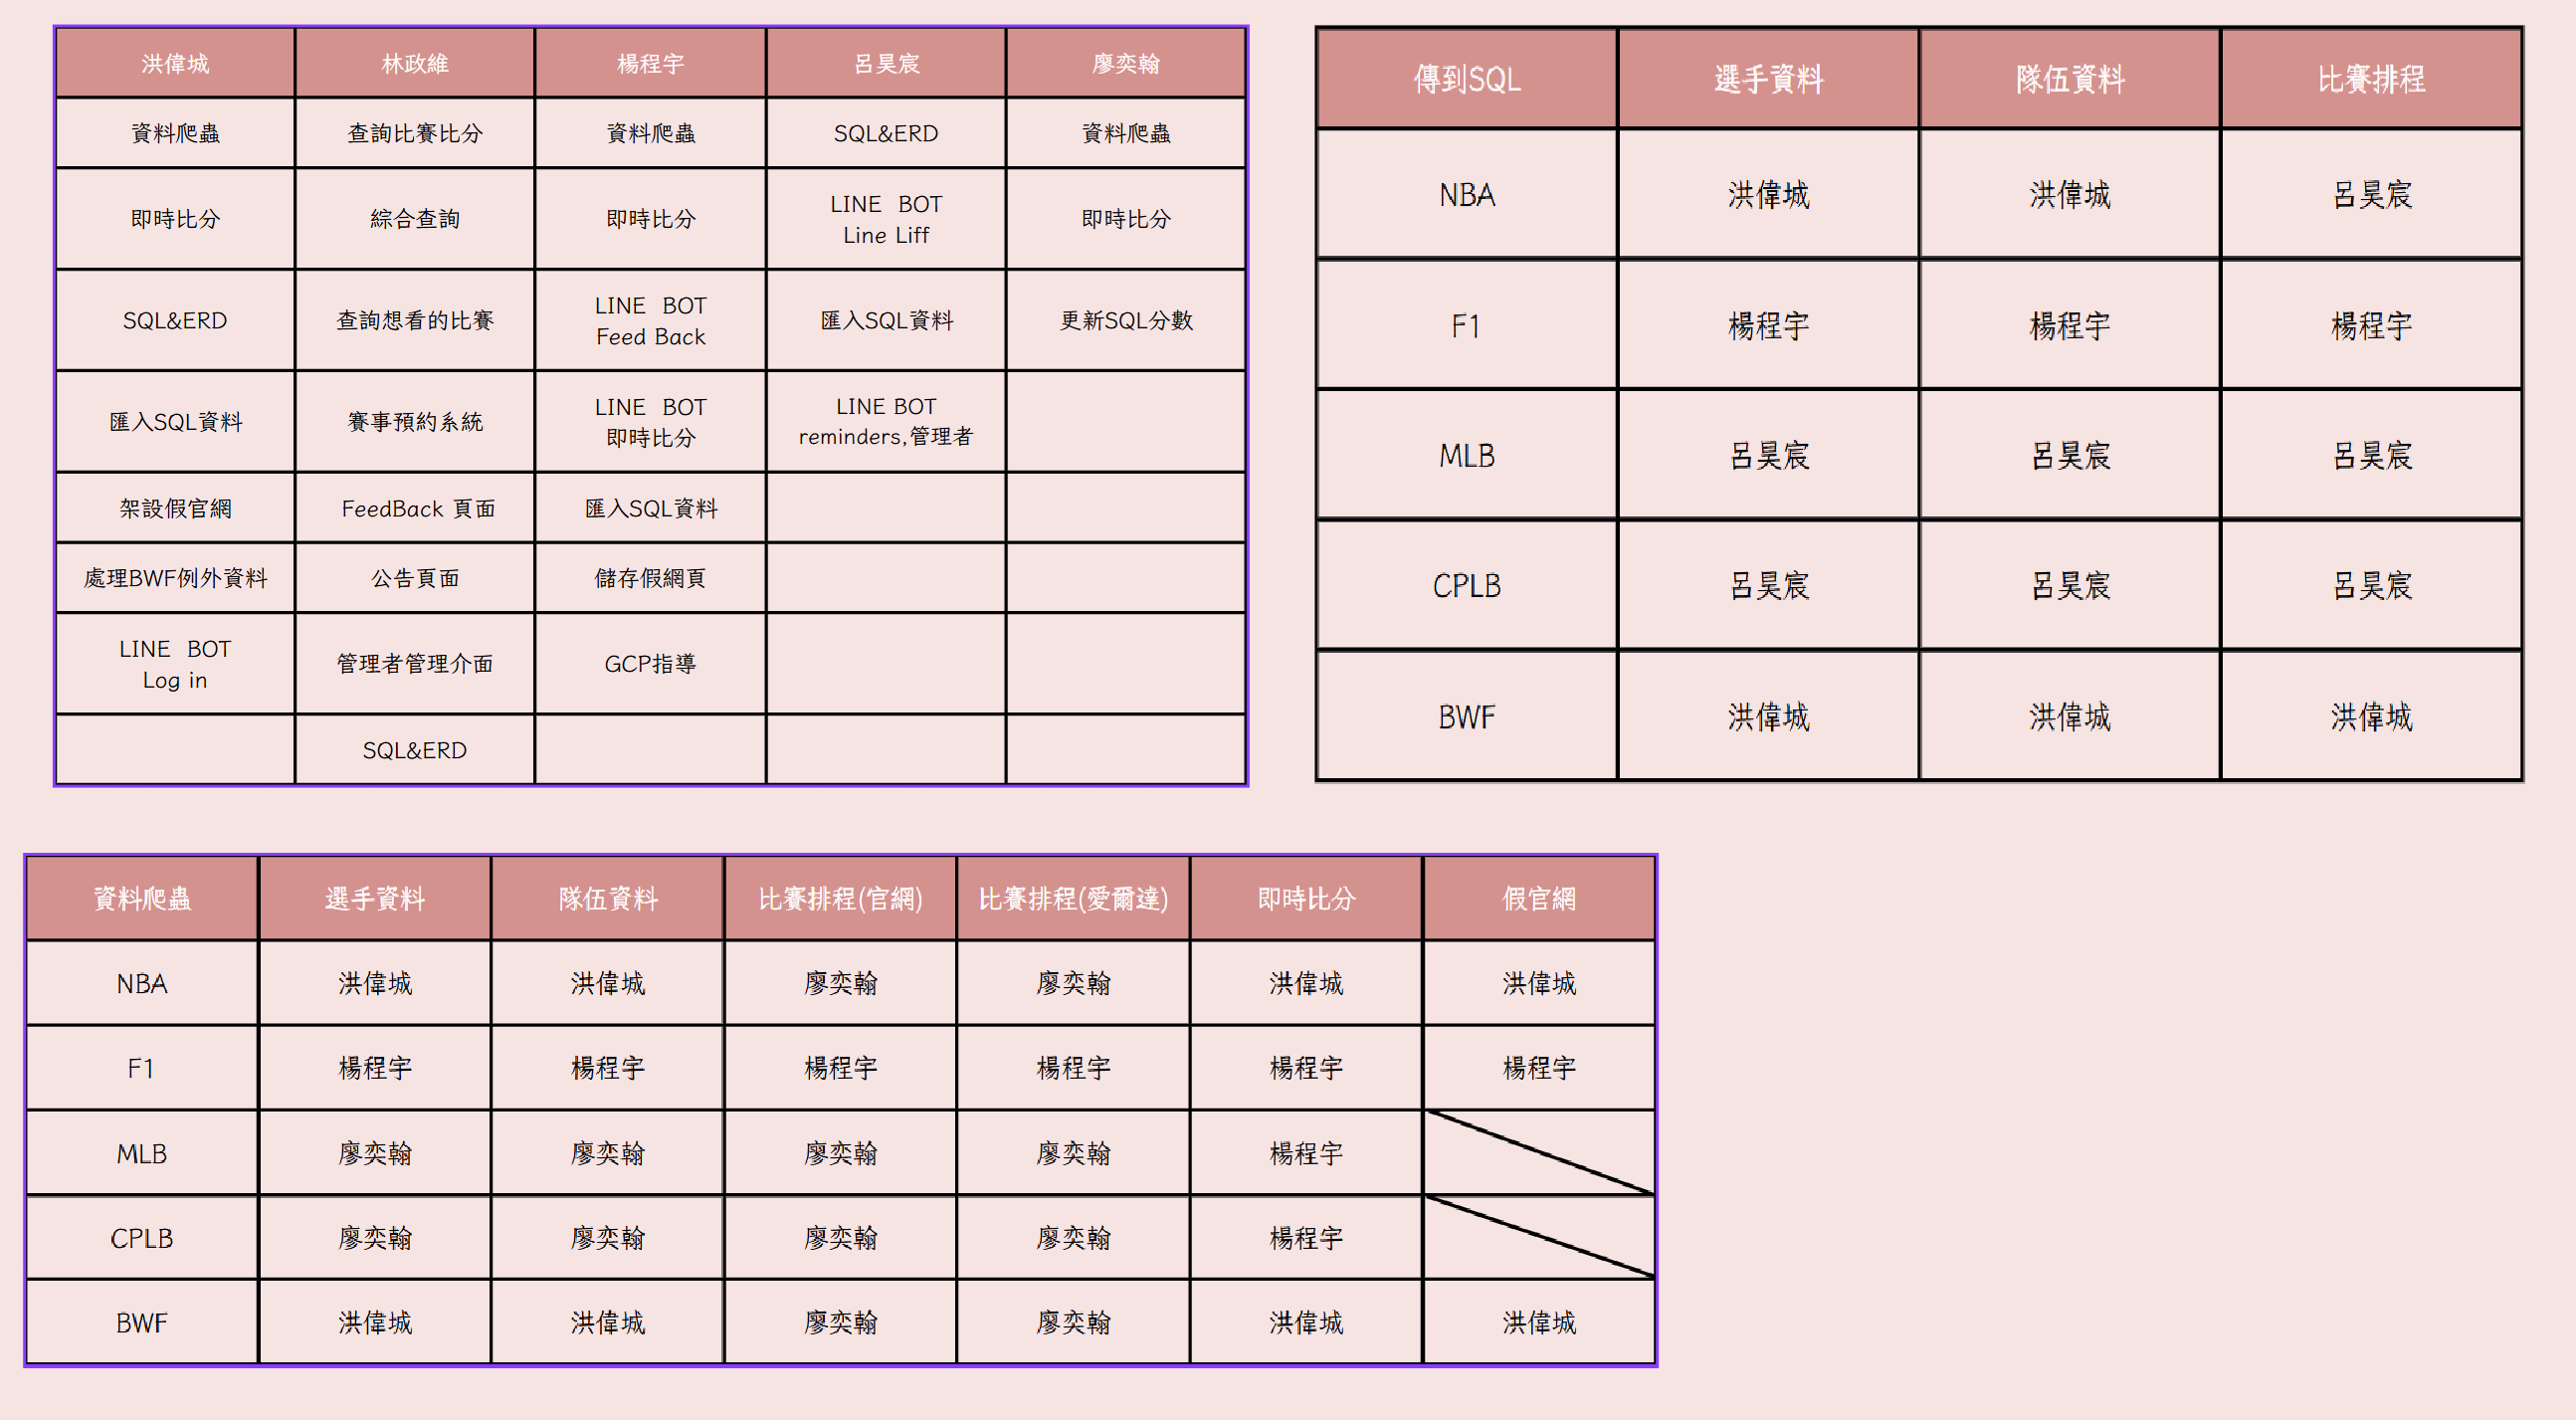 洪偉城 林政維 楊程宇 呂昊宸 廖奕翰
資料爬蟲 查詢比賽比分 資料爬蟲 SQL&ERD 資料爬蟲
即時比分 綜合查詢 即時比分 LINE BOT Line Liff 即時比分
SQL&ERD 查詢想看的比賽 LINE BOT Feed Back 匯入SQL資料 更新SQL分數
匯入SQL資料 賽事預約系統 LINE BOT 即時比分 LINE BOT reminders,管理者
架設假官網 FeedBack 頁面 匯入SQL資料
處理BWF例外資料 公告頁面 儲存假網頁
LINE BOT Log in 管理者管理介面 GCP指導
SQL&ERD
傳到SQL 選手資料 隊伍資料 比賽排程
NBA 洪偉城 洪偉城 呂昊宸
F1 楊程宇 楊程宇 楊程宇
MLB 呂昊宸 呂昊宸 呂昊宸
CPLB 呂昊宸 呂昊宸 呂昊宸
BWF 洪偉城 洪偉城 洪偉城
資料爬蟲 選手資料 隊伍資料 比賽排程(官網) 比賽排程(愛爾達) 即時比分 假官網
NBA 洪偉城 洪偉城 廖奕翰 廖奕翰 洪偉城 洪偉城
F1 楊程宇 楊程宇 楊程宇 楊程宇 楊程宇 楊程宇
MLB 廖奕翰 廖奕翰 廖奕翰 廖奕翰 楊程宇
CPLB 廖奕翰 廖奕翰 廖奕翰 廖奕翰 楊程宇
BWF 洪偉城 洪偉城 廖奕翰 廖奕翰 洪偉城 洪偉城